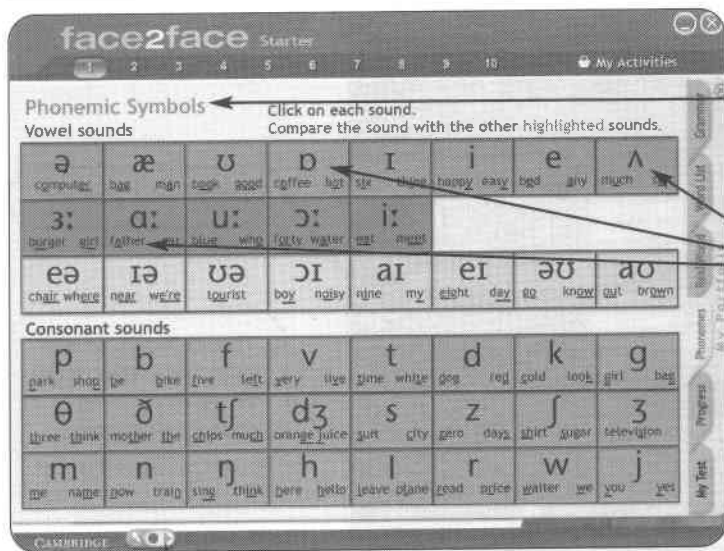 face2face Starter
1 2 3 4 5 6 7 8 9 10 My Activities
Phonemic Symbols
Click on each sound.
Vowel sounds
Compare the sound with the other highlighted sounds.
ə æ ʊ ɒ ɪ i e ʌ
computer bag man book good coffee hot six thing happy easy bed any much
ɜː ɑː uː ɔː iː
burger girl father blue who forty water eat meet
eə ɪə ʊə ɔɪ aɪ eɪ əʊ aʊ
chair where near we're tourist boy noisy nine my eight day go know out brown
Consonant sounds
p b f v t d k g
park shop be bike five left very live time white dog red cold look girl bag
θ ð tʃ dʒ s z ʃ ʒ
three think mother the chips much orange juice suit city zero days shirt sugar television
m n ŋ h l r w j
me name now train sing think here hello leave plane read price waiter we you yes
Grammar
Word List
Phonemes
Progress
My Test
CAMBRIDGE